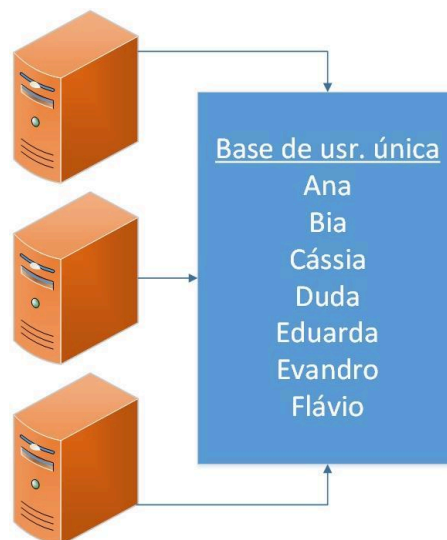 Base de usr. única
Ana
Bia
Cássia
Duda
Eduarda
Evandro
Flávio